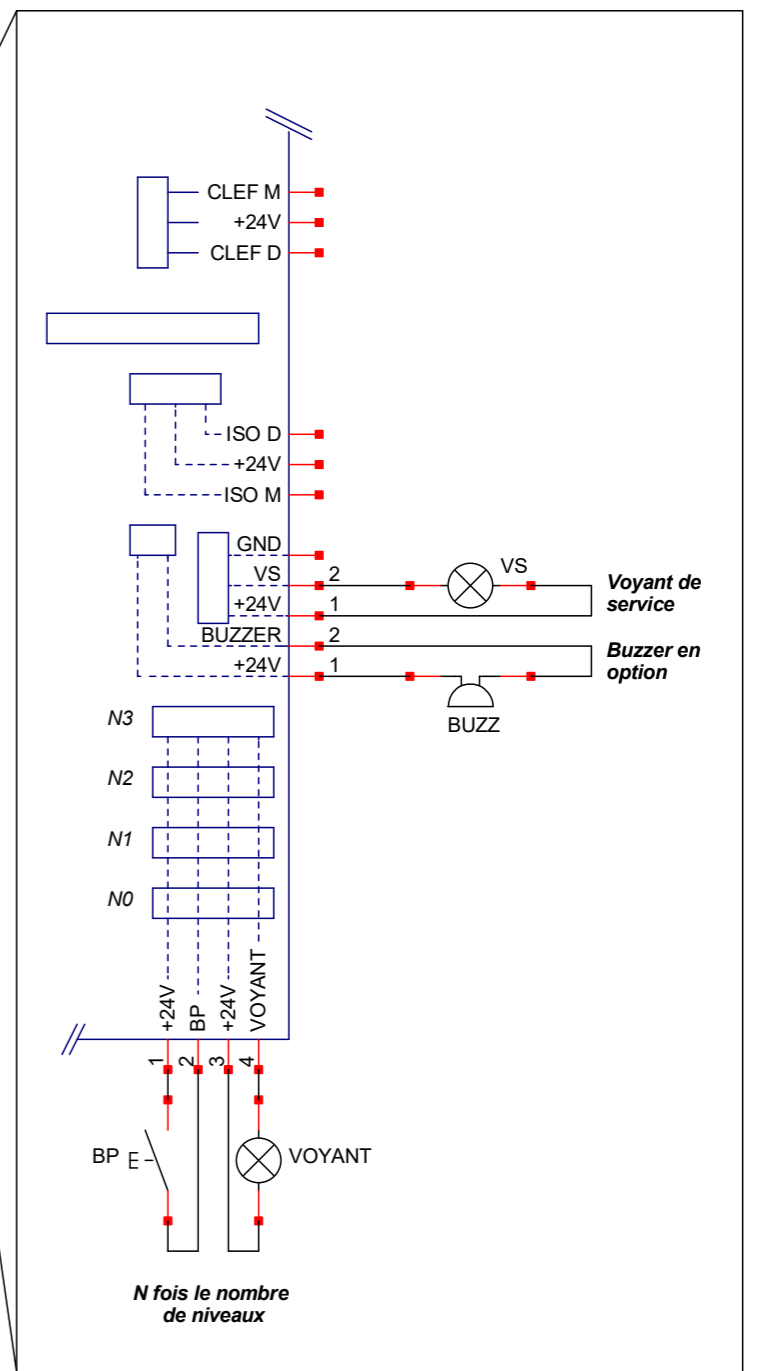 CLEF M
+24V
CLEF D
ISO D
+24V
ISO M
GND
VS 2 VS
+24V 1
Voyant de
service
BUZZER 2
+24V 1
Buzzer en
option
BUZZ
N3
N2
N1
N0
+24V
BP
+24V
VOYANT
1
2
3
4
BP
VOYANT
N fois le nombre
de niveaux